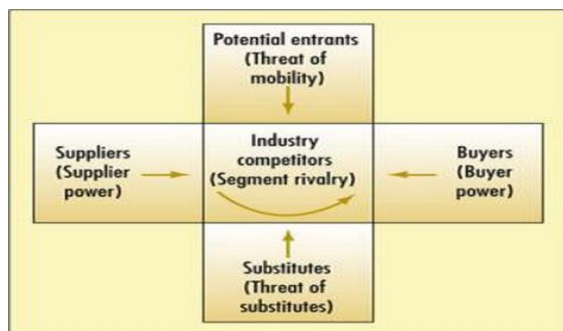 Potential entrants
(Threat of
mobility)
Suppliers
(Supplier
power)
Industry
competitors
(Segment rivalry)
Buyers
(Buyer
power)
Substitutes
(Threat of
substitutes)